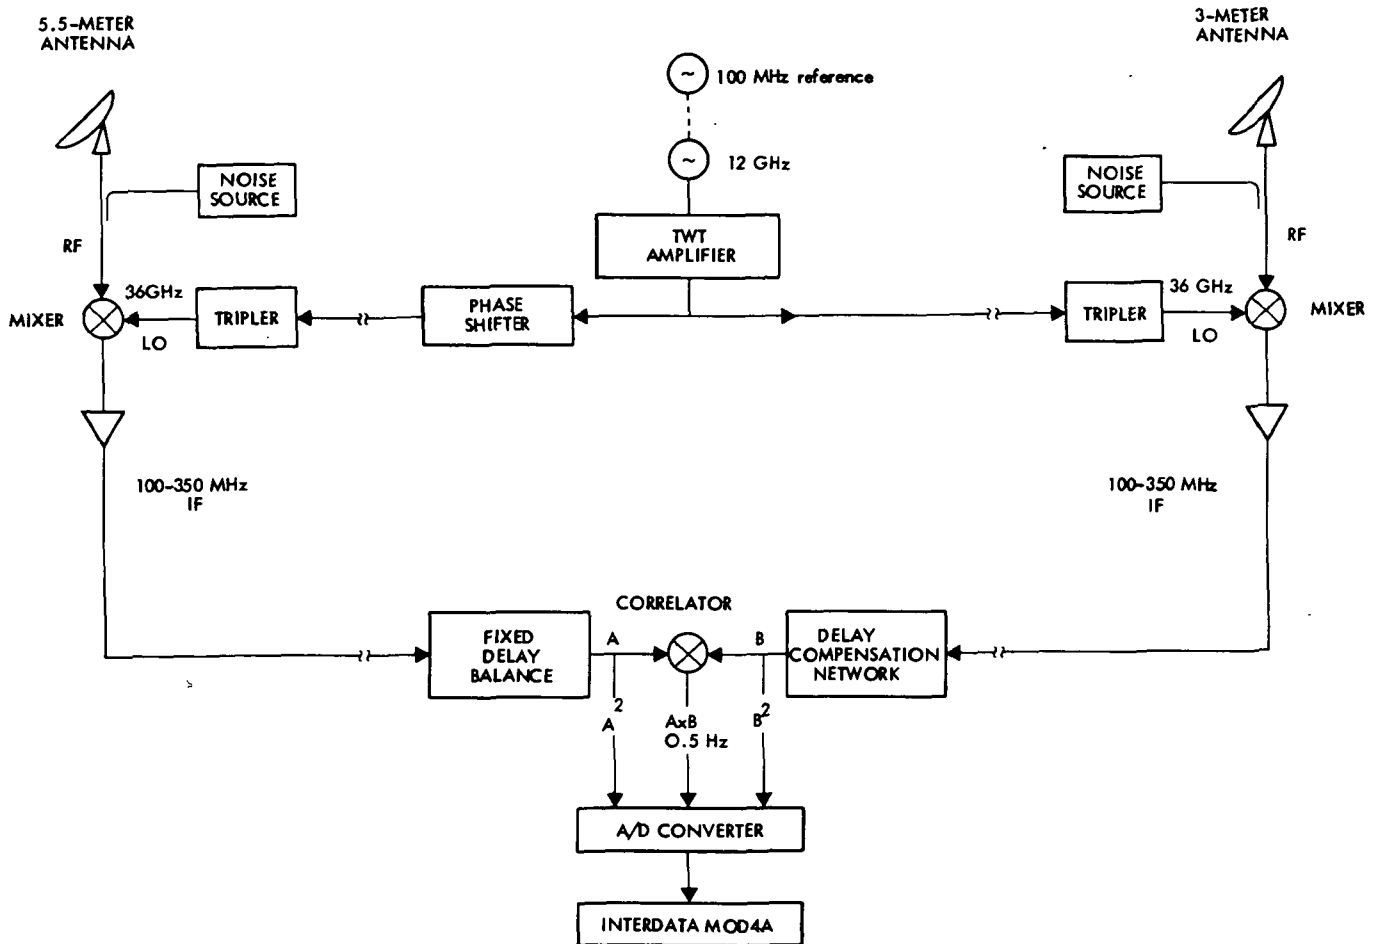 5.5-METER
ANTENNA
3-METER
ANTENNA
~ 100 MHz reference
~ 12 GHz
NOISE
SOURCE
NOISE
SOURCE
TWT
AMPLIFIER
RF
RF
36GHz
36 GHz
MIXER
TRIPLER
PHASE
SHIFTER
TRIPLER
MIXER
LO
LO
100-350 MHz
IF
100-350 MHz
IF
CORRELATOR
FIXED
DELAY
BALANCE
A
B
DELAY
COMPENSATION
NETWORK
A²
AxB
0.5 Hz
B²
A/D CONVERTER
INTERDATA MOD4A